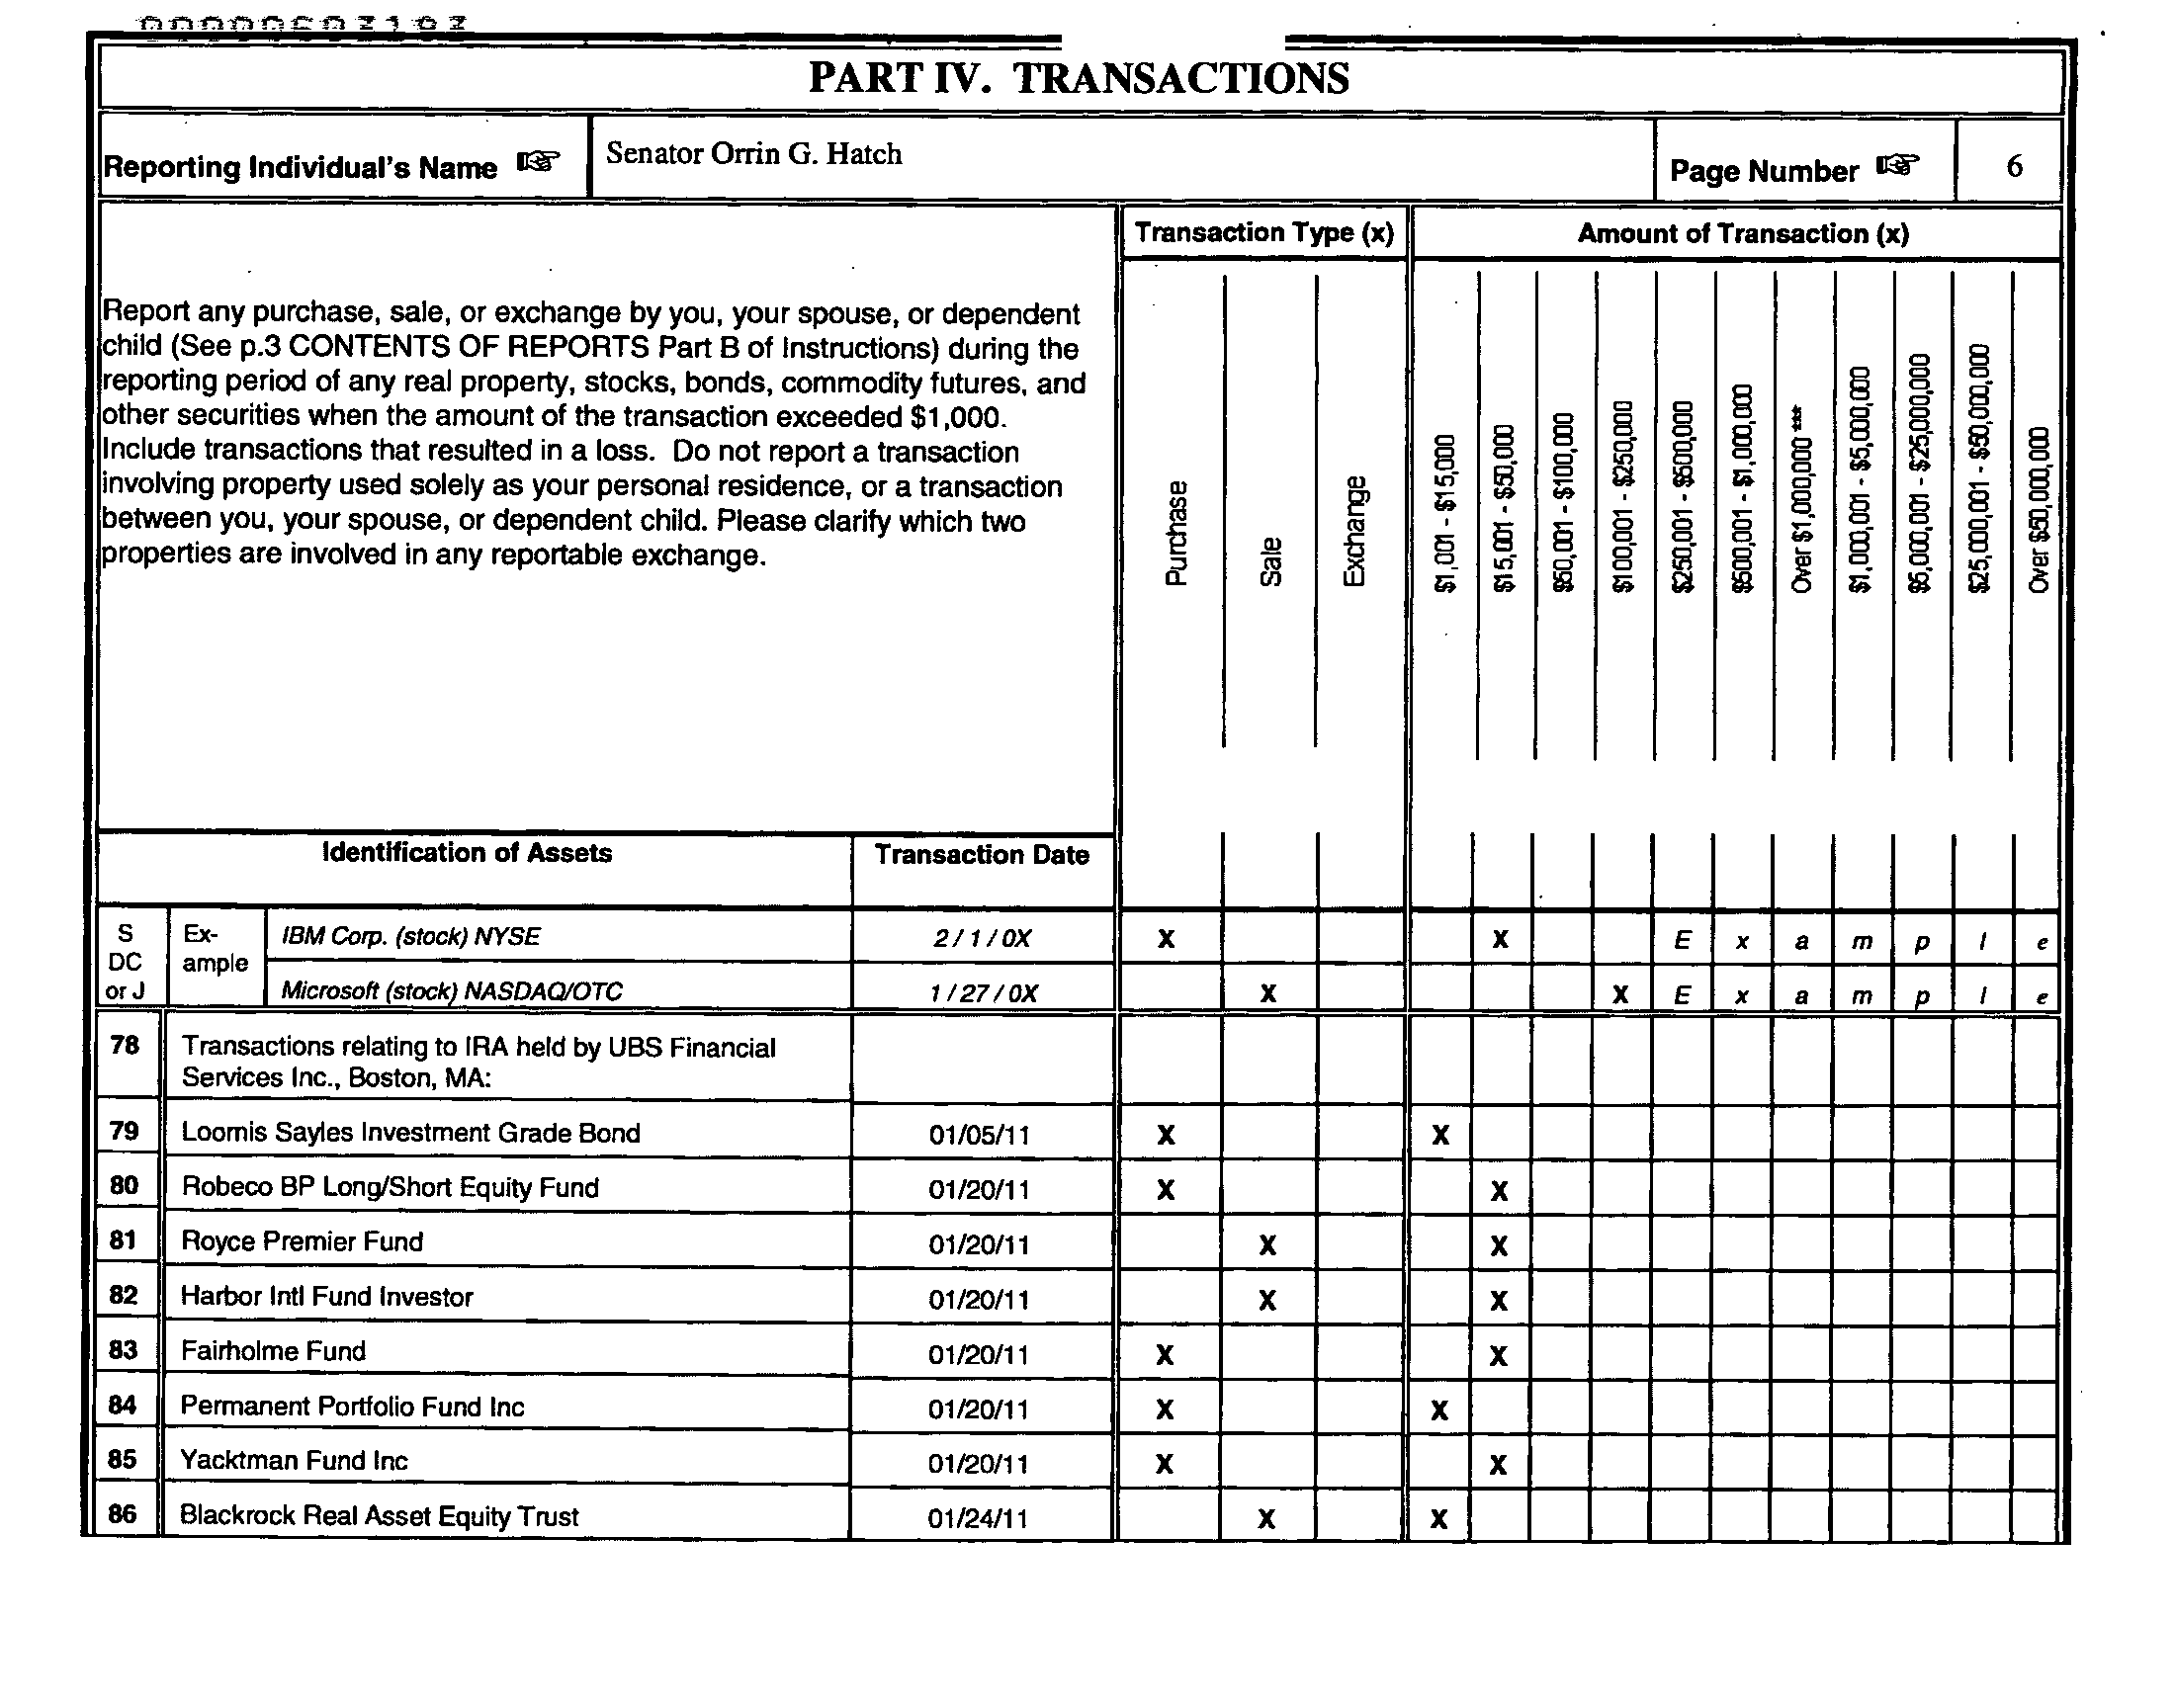 PART IV. TRANSACTIONS
Reporting Individual's Name
Senator Orrin G. Hatch
Page Number
6
Transaction Type (x)
Amount of Transaction (x)
Report any purchase, sale, or exchange by you, your spouse, or dependent
child (See p.3 CONTENTS OF REPORTS Part B of Instructions) during the
reporting period of any real property, stocks, bonds, commodity futures, and
other securities when the amount of the transaction exceeded $1,000.
Include transactions that resulted in a loss. Do not report a transaction
involving property used solely as your personal residence, or a transaction
between you, your spouse, or dependent child. Please clarify which two
properties are involved in any reportable exchange.
Purchase
Sale
Exchange
$1,001 - $15,000
$15,001 - $50,000
$50,001 - $100,000
$100,001 - $250,000
$250,001 - $500,000
$500,001 - $1,000,000
Over $1,000,000 ***
$1,000,001 - $5,000,000
$5,000,001 - $25,000,000
$25,000,001 - $50,000,000
Over $50,000,000
Identification of Assets Transaction Date
S
DC
or J
Ex-
ample
IBM Corp. (stock) NYSE 2 / 1 / 0X X X E x a m p l e
Microsoft (stock) NASDAQ/OTC 1 / 27 / 0X X X E x a m p l e
78 Transactions relating to IRA held by UBS Financial
Services Inc., Boston, MA:
79 Loomis Sayles Investment Grade Bond 01/05/11 X X
80 Robeco BP Long/Short Equity Fund 01/20/11 X X
81 Royce Premier Fund 01/20/11 X X
82 Harbor Intl Fund Investor 01/20/11 X X
83 Fairholme Fund 01/20/11 X X
84 Permanent Portfolio Fund Inc 01/20/11 X X
85 Yacktman Fund Inc 01/20/11 X X
86 Blackrock Real Asset Equity Trust 01/24/11 X X